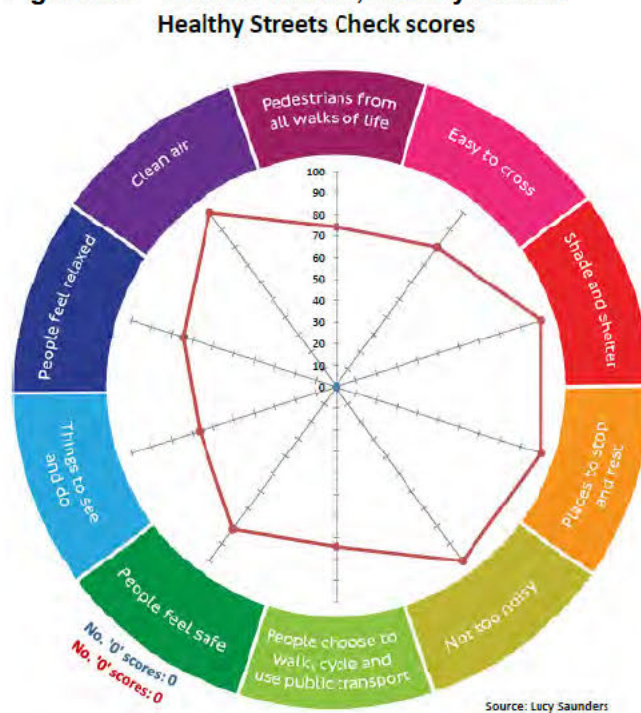 Healthy Streets Check scores
Pedestrians from
all walks of life
Easy to cross
Shade and shelter
Places to stop
and rest
Not too noisy
People choose to
walk, cycle and
use public transport
People feel safe
Things to see
and do
People feel relaxed
Clean air
100
90
80
70
60
50
40
30
20
10
0
No. '0' scores: 0
No. '0' scores: 0
Source: Lucy Saunders